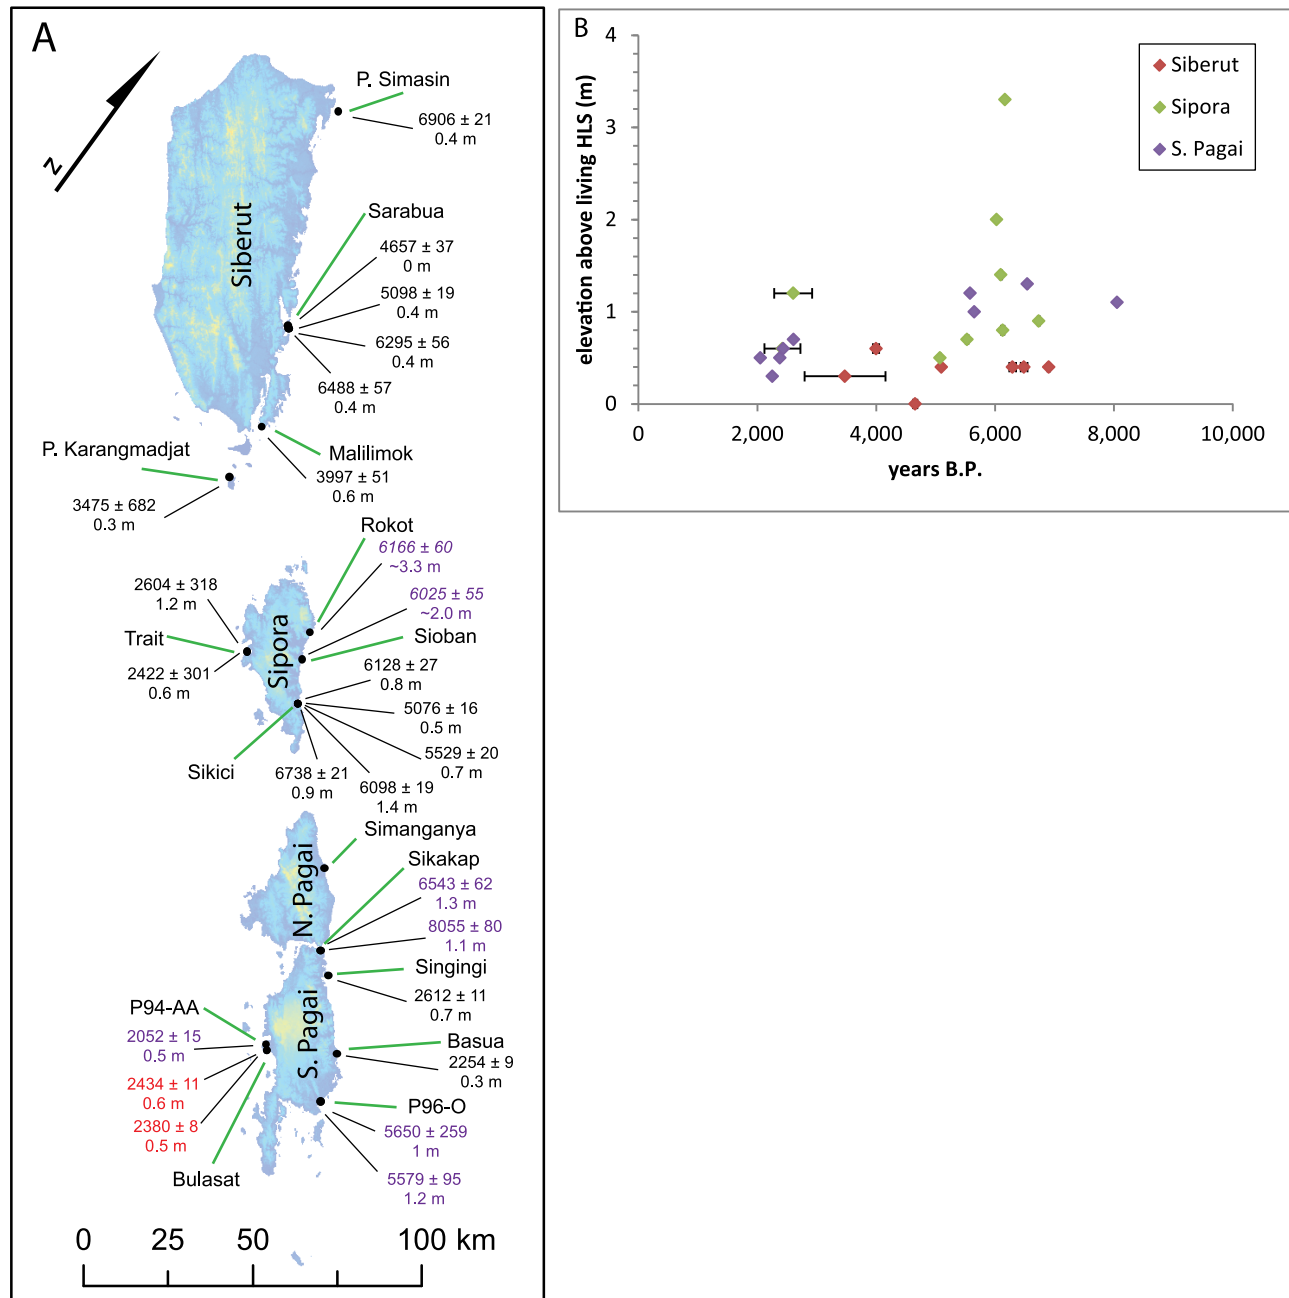 A
N
P. Simasin
6906 ± 21
0.4 m
Sarabua
4657 ± 37
0 m
5098 ± 19
0.4 m
6295 ± 56
0.4 m
6488 ± 57
0.4 m
Siberut
P. Karangmadjat
3475 ± 682
0.3 m
Malilimok
3997 ± 51
0.6 m
Rokot
6166 ± 60
~3.3 m
6025 ± 55
~2.0 m
Sioban
2604 ± 318
1.2 m
Trait
2422 ± 301
0.6 m
Sipora
6128 ± 27
0.8 m
5076 ± 16
0.5 m
5529 ± 20
0.7 m
6098 ± 19
1.4 m
6738 ± 21
0.9 m
Sikici
Simanganya
Sikakap
6543 ± 62
1.3 m
8055 ± 80
1.1 m
N. Pagai
Singingi
2612 ± 11
0.7 m
S. Pagai
P94-AA
2052 ± 15
0.5 m
2434 ± 11
0.6 m
2380 ± 8
0.5 m
Bulasat
Basua
2254 ± 9
0.3 m
P96-O
5650 ± 259
1 m
5579 ± 95
1.2 m
0 25 50 100 km
B
elevation above living HLS (m)
4
3
2
1
0
0 2,000 4,000 6,000 8,000 10,000
years B.P.
Siberut
Sipora
S. Pagai